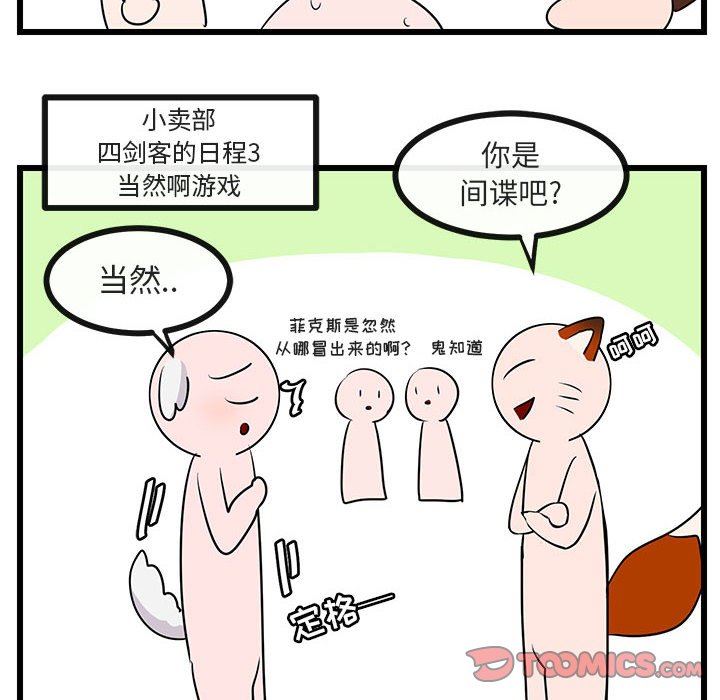 小卖部
四剑客的日程3
当然啊游戏
你是
间谍吧?
当然..
菲克斯是忽然
从哪冒出来的啊?
鬼知道
呵呵
定格一
TOOMICS.com